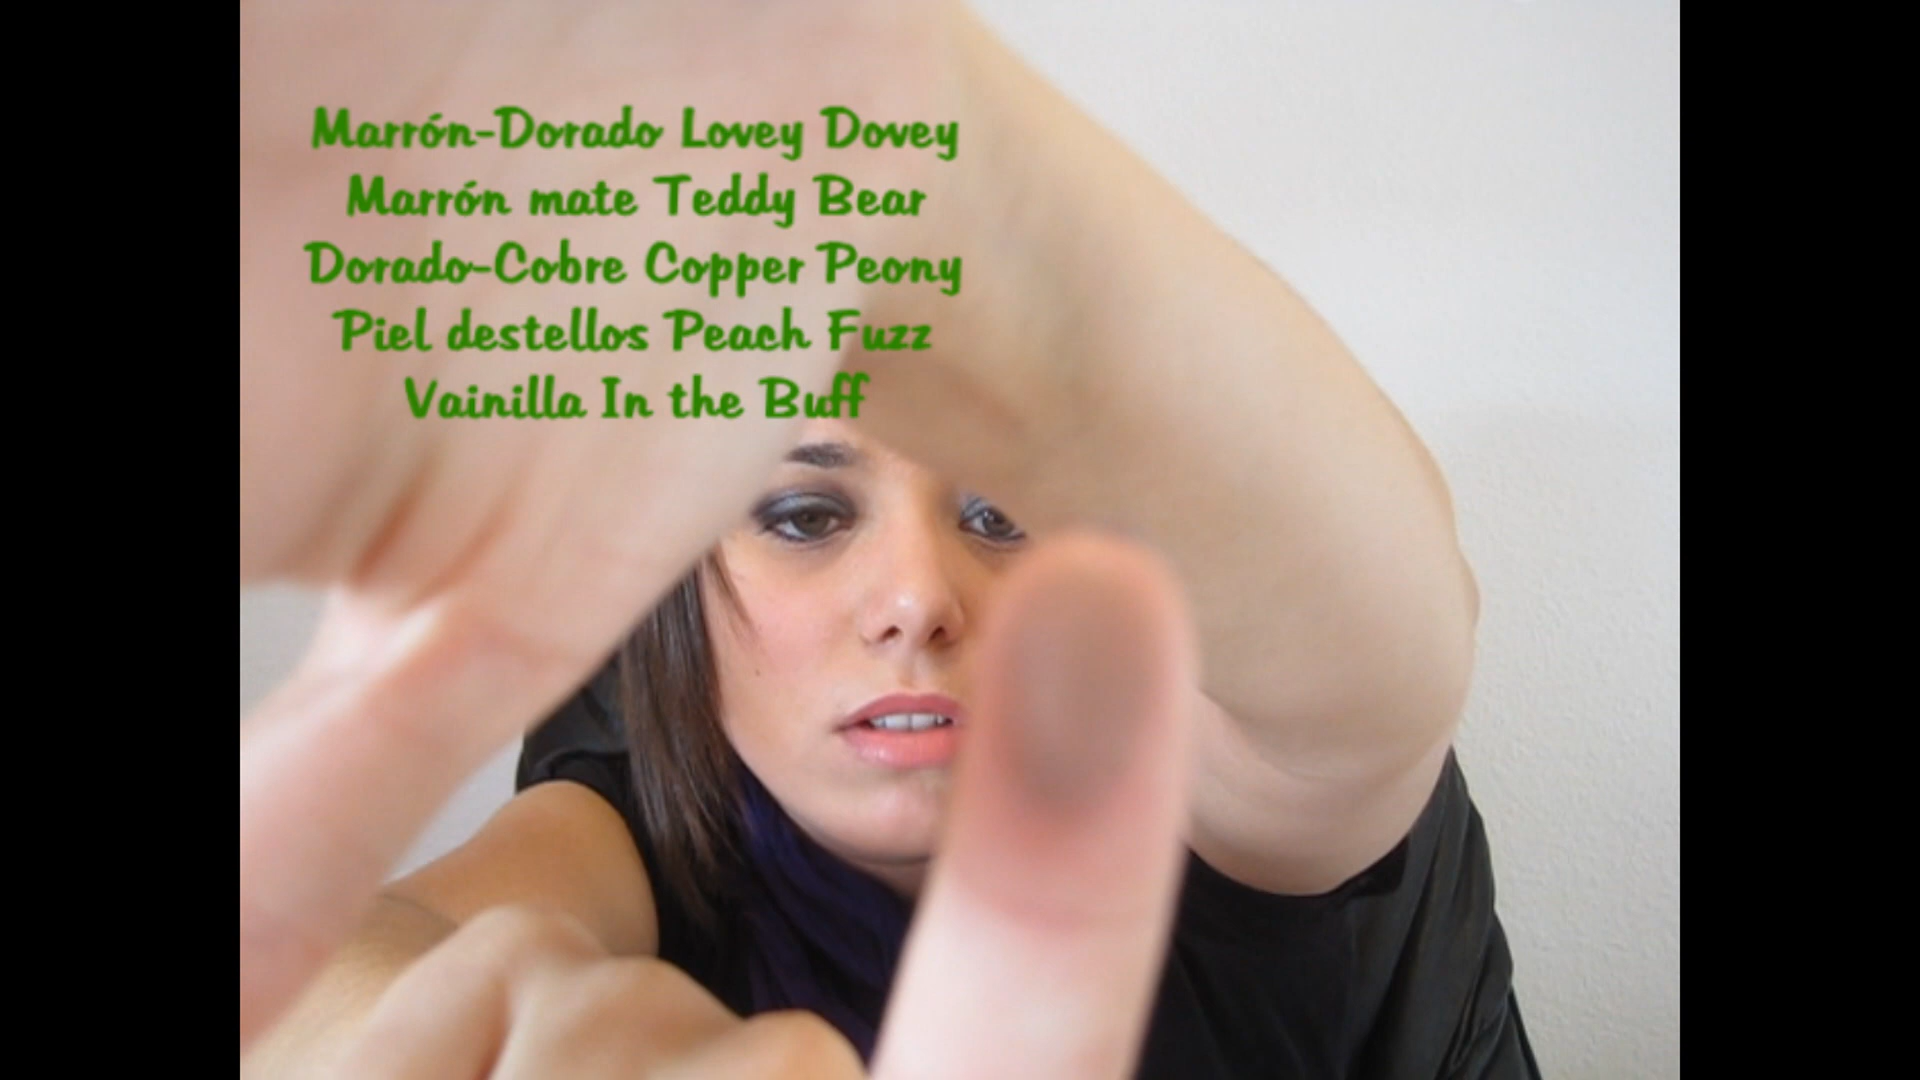 Marrón-Dorado Lovey Dovey
Marrón mate Teddy Bear
Dorado-Cobre Copper Peony
Piel destellos Peach Fuzz
Vainilla In the Buff